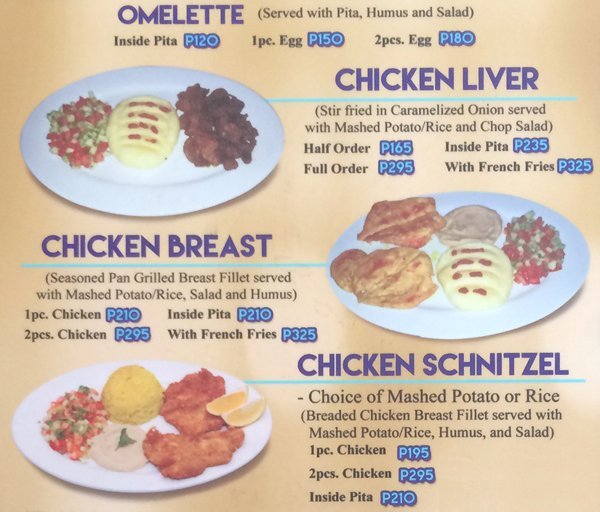 OMELETTE (Served with Pita, Humus and Salad)
Inside Pita P120 1pc. Egg P150 2pcs. Egg P180
CHICKEN LIVER
(Stir fried in Caramelized Onion served
with Mashed Potato/Rice and Chop Salad)
Half Order P165 Inside Pita P235
Full Order P295 With French Fries P325
CHICKEN BREAST
(Seasoned Pan Grilled Breast Fillet served
with Mashed Potato/Rice, Salad and Humus)
1pc. Chicken P210 Inside Pita P210
2pcs. Chicken P295 With French Fries P325
CHICKEN SCHNITZEL
- Choice of Mashed Potato or Rice
(Breaded Chicken Breast Fillet served with
Mashed Potato/Rice, Humus, and Salad)
1pc. Chicken P195
2pcs. Chicken P295
Inside Pita P210